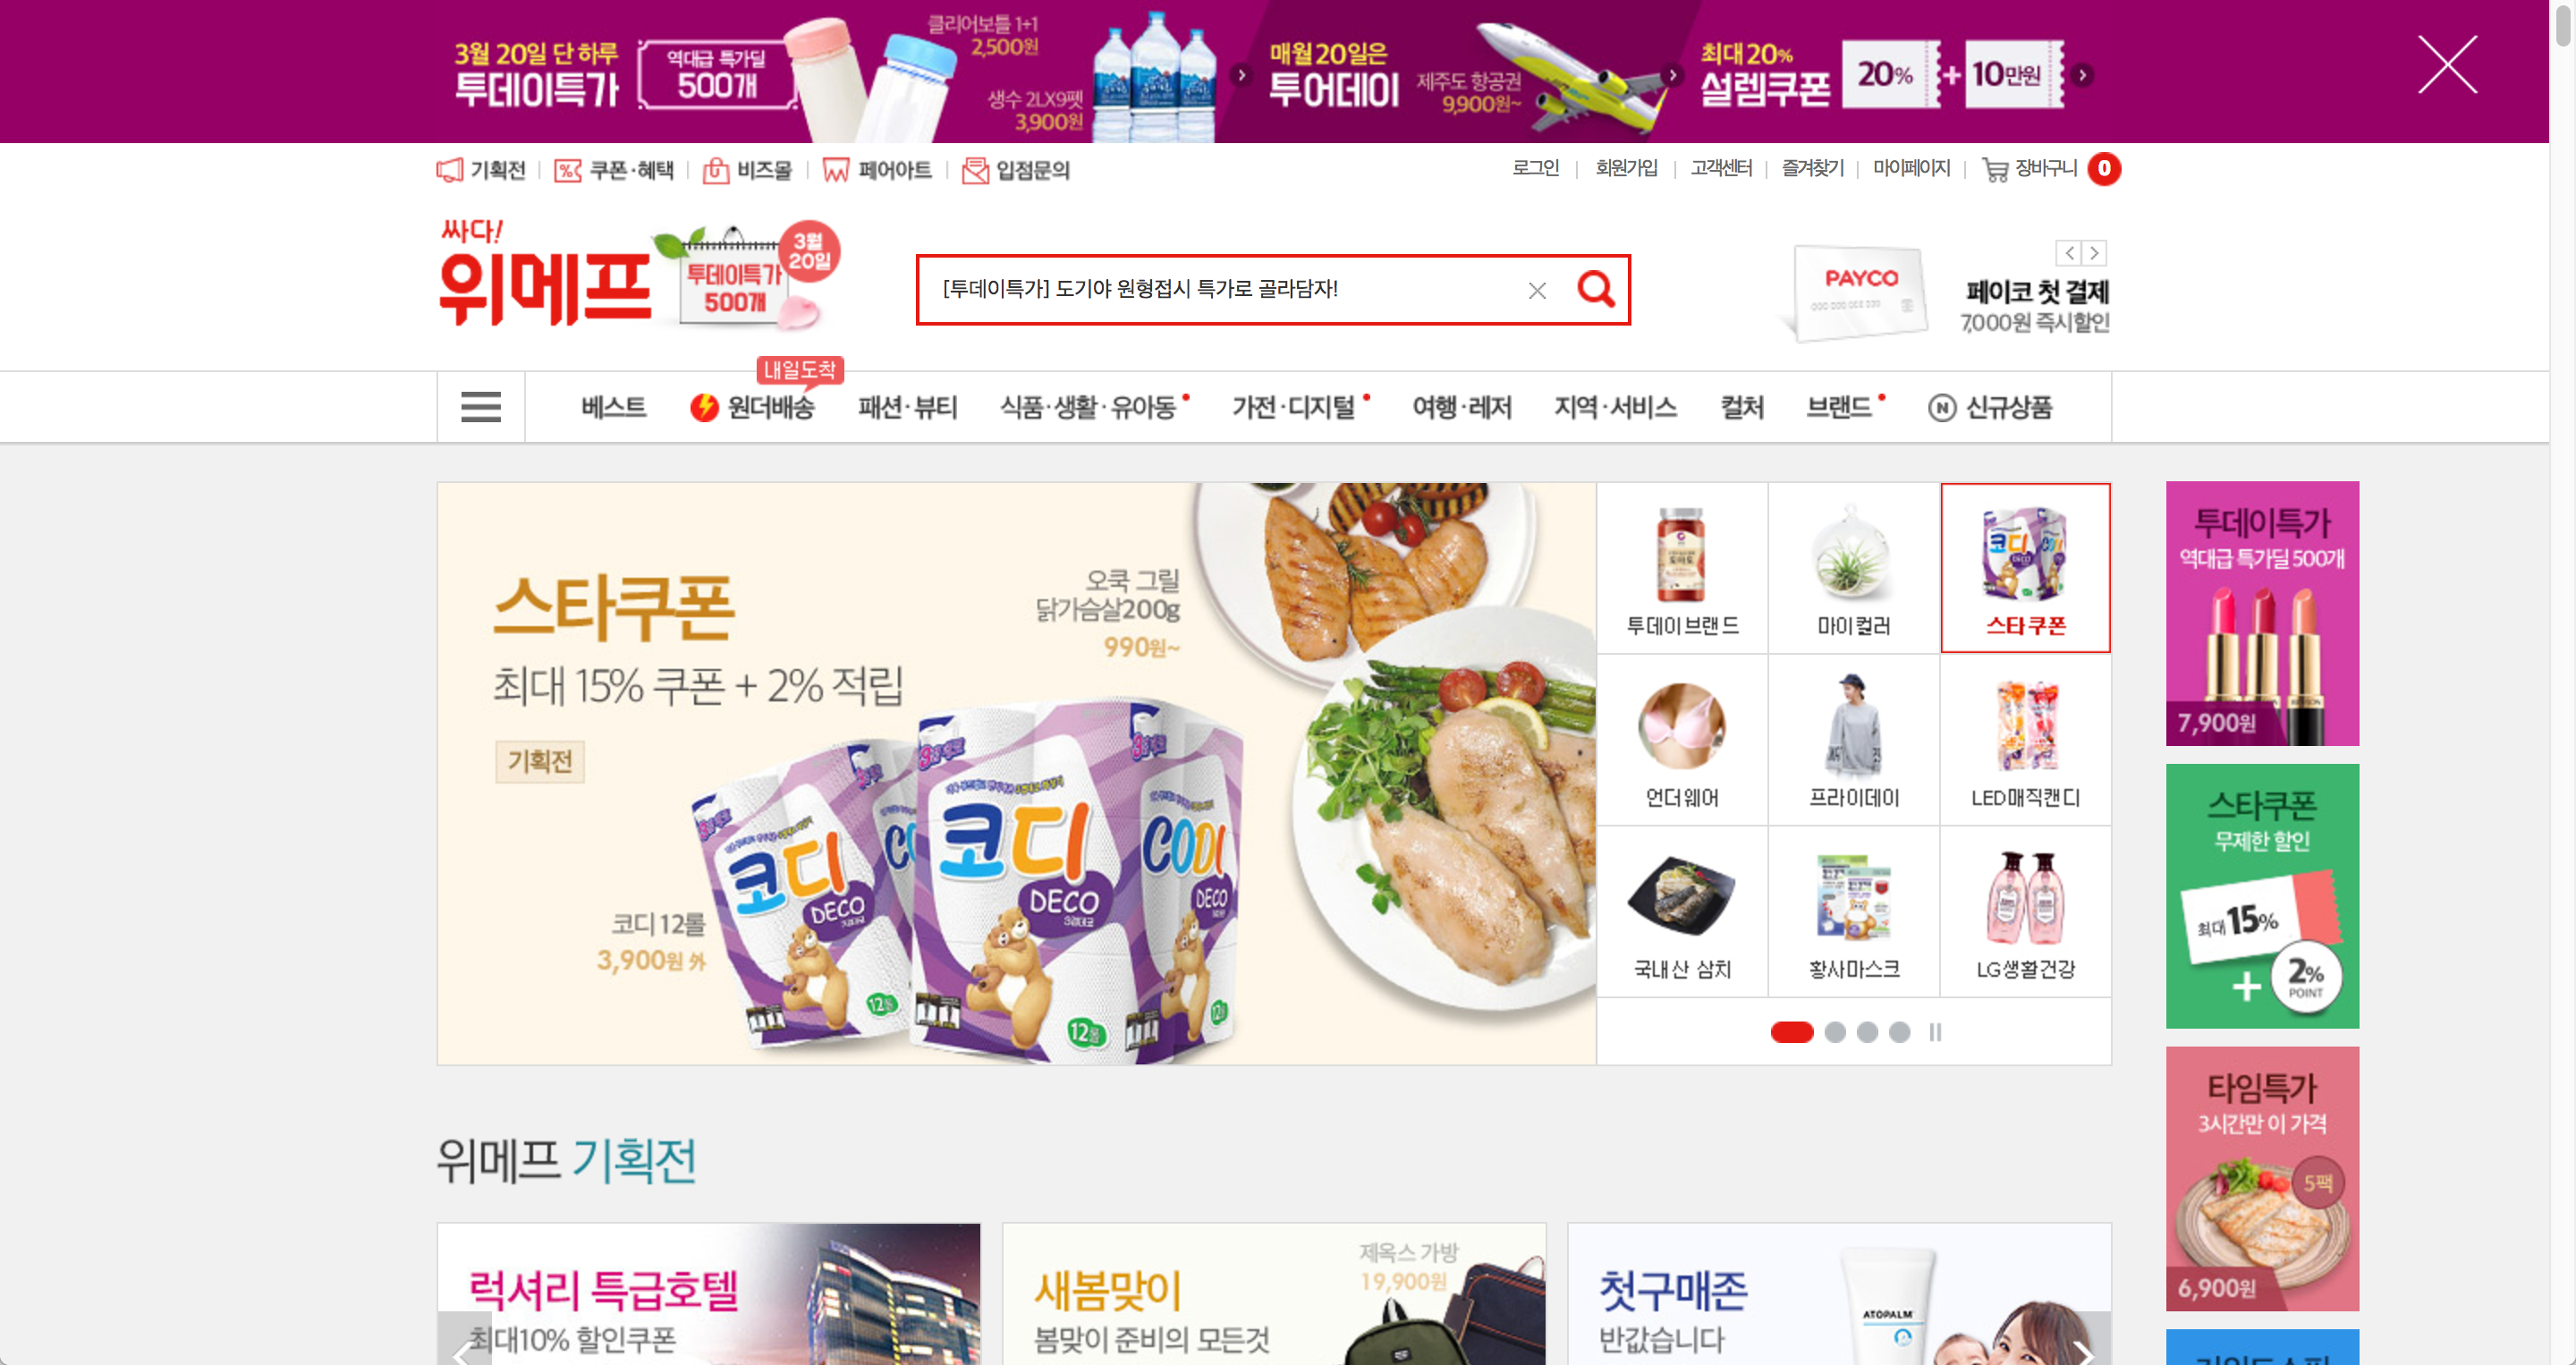 3월 20일 단 하루
투데이특가
역대급 특가딜
500개
클리어보틀 1+1
2,500원
생수 2LX9펫
3,900원
매월 20일은
투어데이
제주도 항공권
9,900원~
최대 20%
설렘쿠폰
20% + 10만원
기획전
쿠폰·혜택
비즈몰
페어아트
입점문의
로그인
회원가입
고객센터
즐겨찾기
마이페이지
장바구니 0
싸다!
위메프
3월
20일
투데이특가
500개
[투데이특가] 도기야 원형접시 특가로 골라담자!
PAYCO
페이코 첫 결제
7,000원 즉시할인
내일도착
베스트
원더배송
패션·뷰티
식품·생활·유아동
가전·디지털
여행·레저
지역·서비스
컬처
브랜드
N 신규상품
스타쿠폰
최대 15% 쿠폰 + 2% 적립
기획전
오쿡 그릴
닭가슴살200g
990원~
코디 12롤
3,900원 外
코디
DECO
12롤
코디
DECO
12롤
CODI
DECO
투데이브랜드
마이컬러
스타쿠폰
언더웨어
프라이데이
LED매직캔디
국내산 삼치
황사마스크
LG생활건강
투데이특가
역대급 특가딜 500개
7,900원
스타쿠폰
무제한 할인
최대 15%
+
2%
POINT
타임특가
3시간만 이 가격
5팩
6,900원
위메프 기획전
럭셔리 특급호텔
최대10% 할인쿠폰
새봄맞이
봄맞이 준비의 모든것
제옥스 가방
19,900원
첫구매존
반갑습니다
ATOPALM